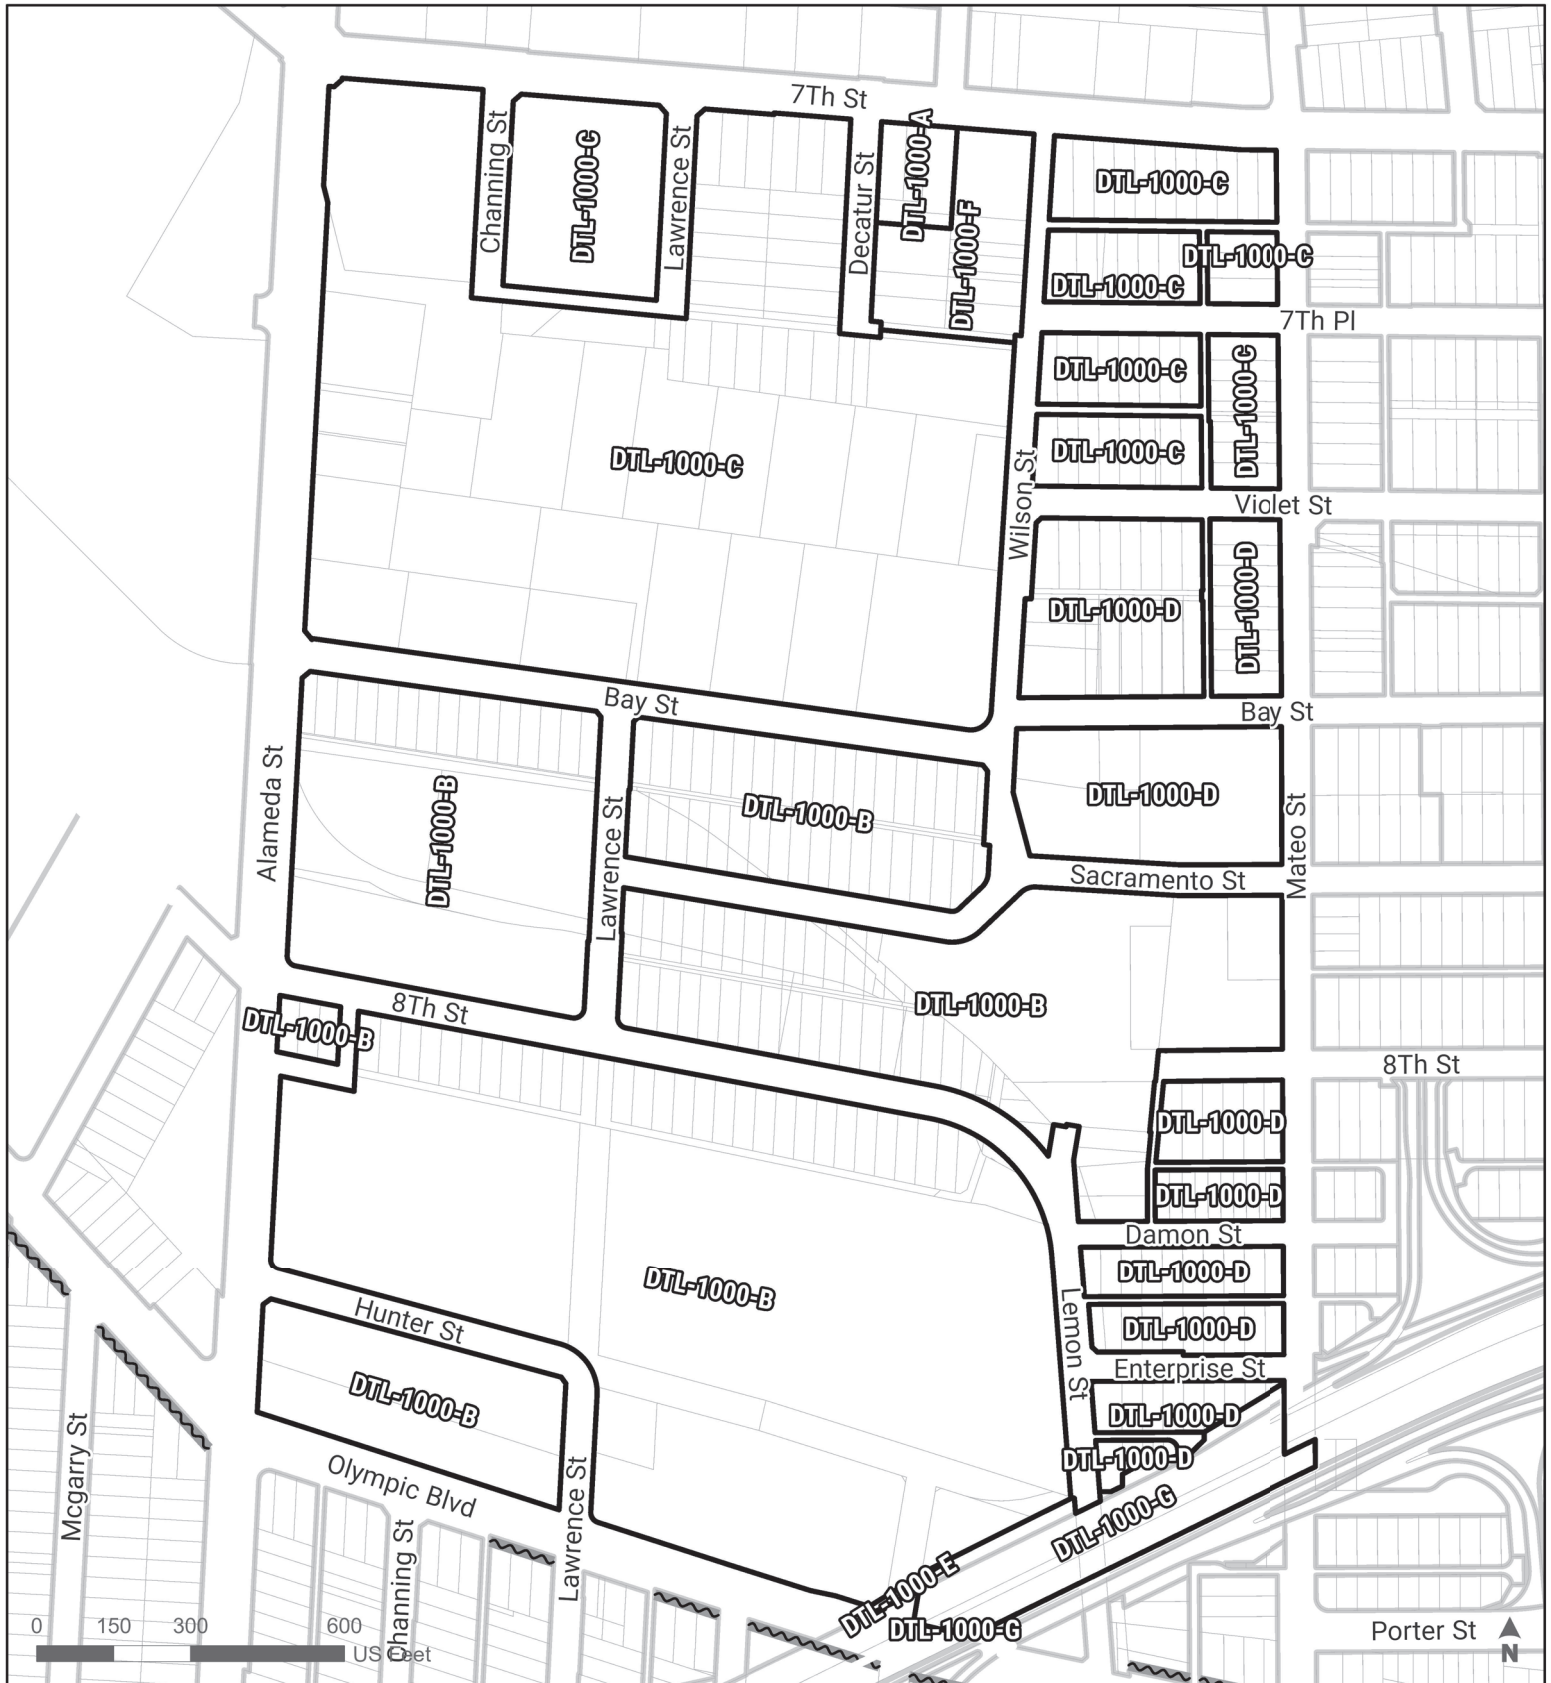 7Th St
Channing St
DTL-1000-C
Lawrence St
Decatur St
DTL-1000-A
DTL-1000-F
DTL-1000-C
DTL-1000-C
DTL-1000-C
7Th Pl
DTL-1000-C
DTL-1000-C
DTL-1000-C
DTL-1000-C
Wilson St
Violet St
DTL-1000-D
DTL-1000-D
Bay St
Bay St
Alameda St
DTL-1000-B
Lawrence St
DTL-1000-B
DTL-1000-D
Mateo St
Sacramento St
DTL-1000-B
8Th St
DTL-1000-B
8Th St
DTL-1000-D
DTL-1000-D
Damon St
DTL-1000-D
DTL-1000-B
Lemon St
Hunter St
DTL-1000-D
Enterprise St
DTL-1000-B
DTL-1000-D
DTL-1000-D
Mcgarry St
Olympic Blvd
Lawrence St
DTL-1000-G
Channing St
DTL-1000-E
DTL-1000-G
Porter St
N
0 150 300 600
US Feet